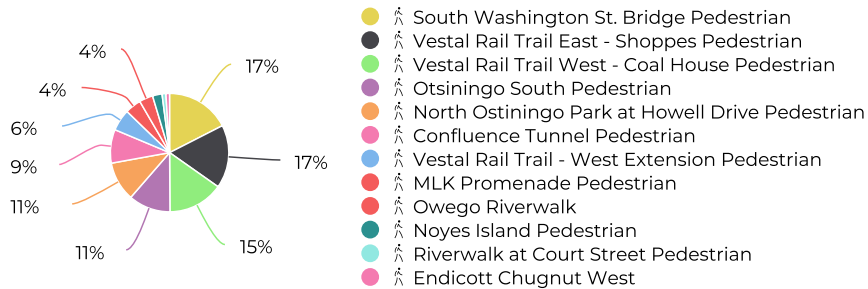 4%
4%
6%
9%
11%
11%
17%
17%
15%
South Washington St. Bridge Pedestrian
Vestal Rail Trail East - Shoppes Pedestrian
Vestal Rail Trail West - Coal House Pedestrian
Otsiningo South Pedestrian
North Ostiningo Park at Howell Drive Pedestrian
Confluence Tunnel Pedestrian
Vestal Rail Trail - West Extension Pedestrian
MLK Promenade Pedestrian
Owego Riverwalk
Noyes Island Pedestrian
Riverwalk at Court Street Pedestrian
Endicott Chugnut West